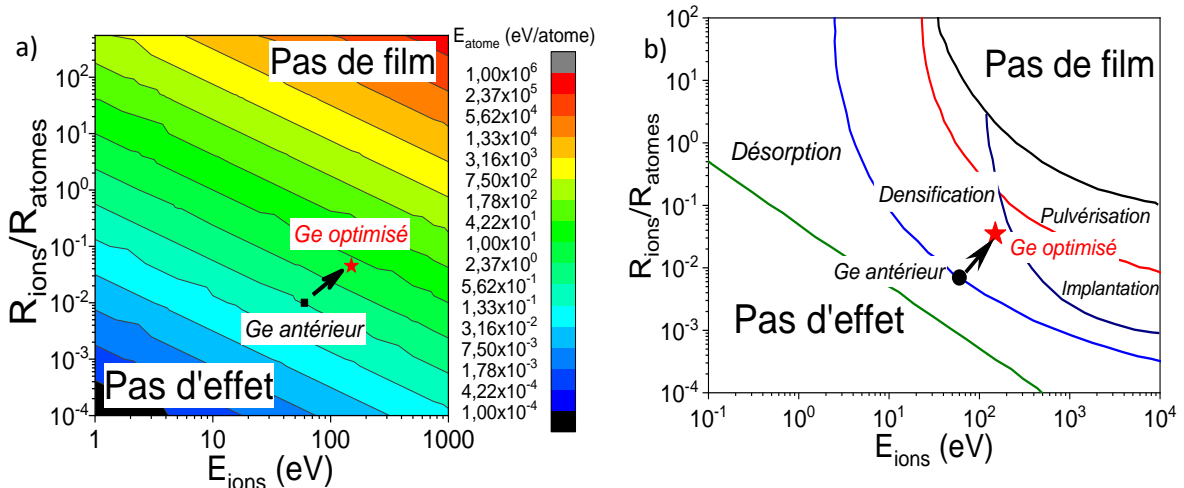 a)
Pas de film
Ge optimisé
Ge antérieur
Pas d'effet
R_ions/R_atomes
10^2
10^1
10^0
10^-1
10^-2
10^-3
10^-4
1
10
100
1000
E_ions (eV)
E_atome (eV/atome)
1,00x10^6
2,37x10^5
5,62x10^4
1,33x10^4
3,16x10^3
7,50x10^2
1,78x10^2
4,22x10^1
1,00x10^1
2,37x10^0
5,62x10^-1
1,33x10^-1
3,16x10^-2
7,50x10^-3
1,78x10^-3
4,22x10^-4
1,00x10^-4
b)
Pas de film
Désorption
Densification
Pulvérisation
Ge optimisé
Ge antérieur
Implantation
Pas d'effet
R_ions/R_atomes
10^2
10^1
10^0
10^-1
10^-2
10^-3
10^-4
10^-1
10^0
10^1
10^2
10^3
10^4
E_ions (eV)